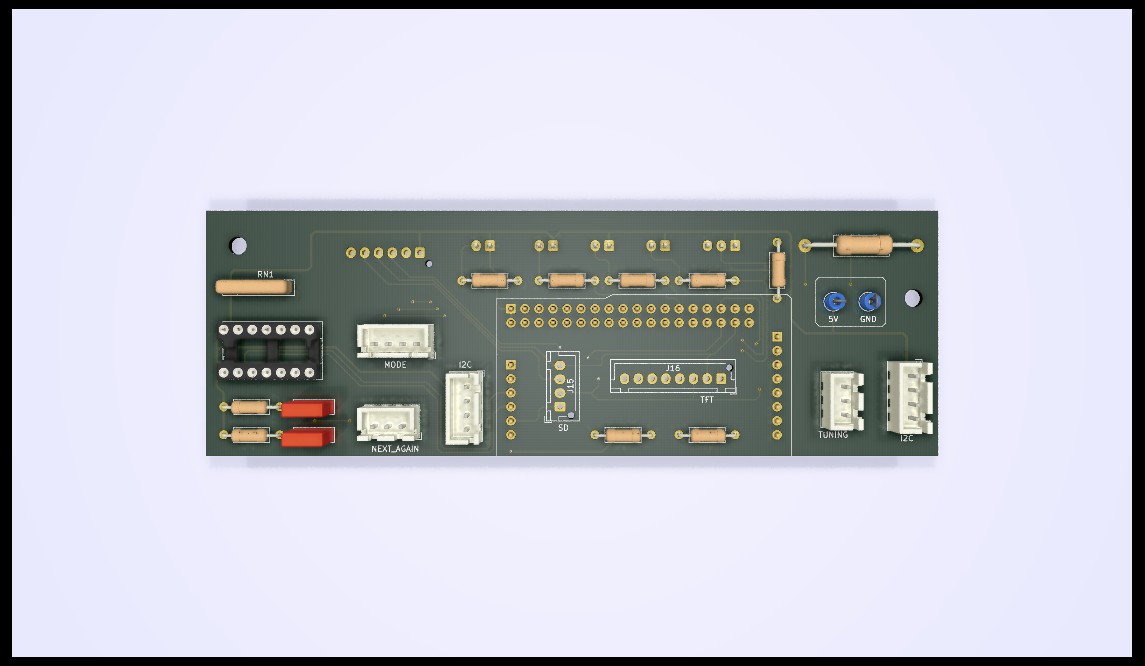 RN1
5V
GND
MODE
I2C
J15
J16
TFT
SD
NEXT_AGAIN
TUNING
I2C